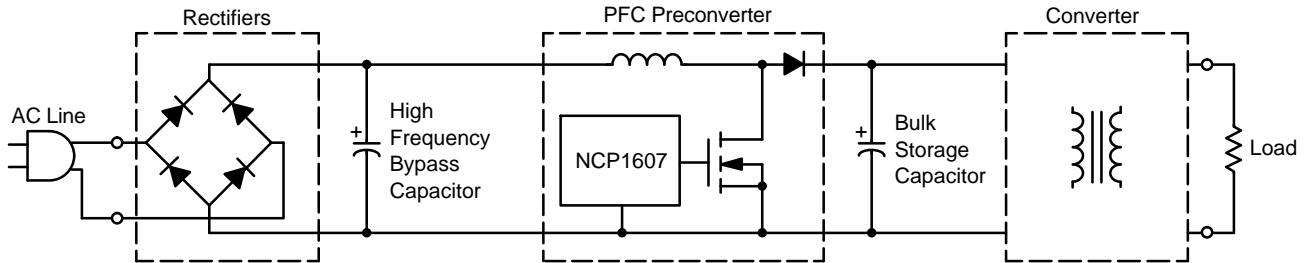 Rectifiers
PFC Preconverter
Converter
AC Line
+
High
Frequency
Bypass
Capacitor
NCP1607
+
Bulk
Storage
Capacitor
Load